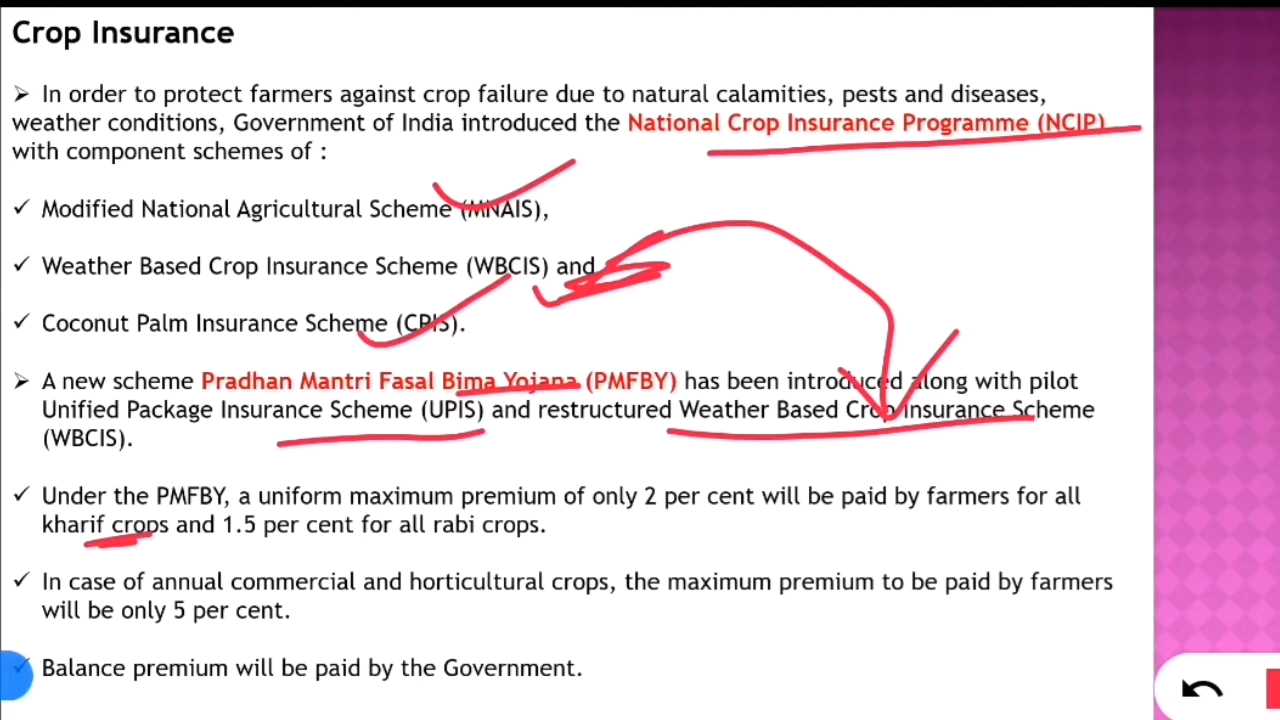 Crop Insurance
➢ In order to protect farmers against crop failure due to natural calamities, pests and diseases,
weather conditions, Government of India introduced the National Crop Insurance Programme (NCIP)
with component schemes of :
✓ Modified National Agricultural Scheme (MNAIS),
✓ Weather Based Crop Insurance Scheme (WBCIS) and
✓ Coconut Palm Insurance Scheme (CPIS).
➢ A new scheme Pradhan Mantri Fasal Bima Yojana (PMFBY) has been introduced along with pilot
Unified Package Insurance Scheme (UPIS) and restructured Weather Based Crop Insurance Scheme
(WBCIS).
✓ Under the PMFBY, a uniform maximum premium of only 2 per cent will be paid by farmers for all
kharif crops and 1.5 per cent for all rabi crops.
✓ In case of annual commercial and horticultural crops, the maximum premium to be paid by farmers
will be only 5 per cent.
✓ Balance premium will be paid by the Government.